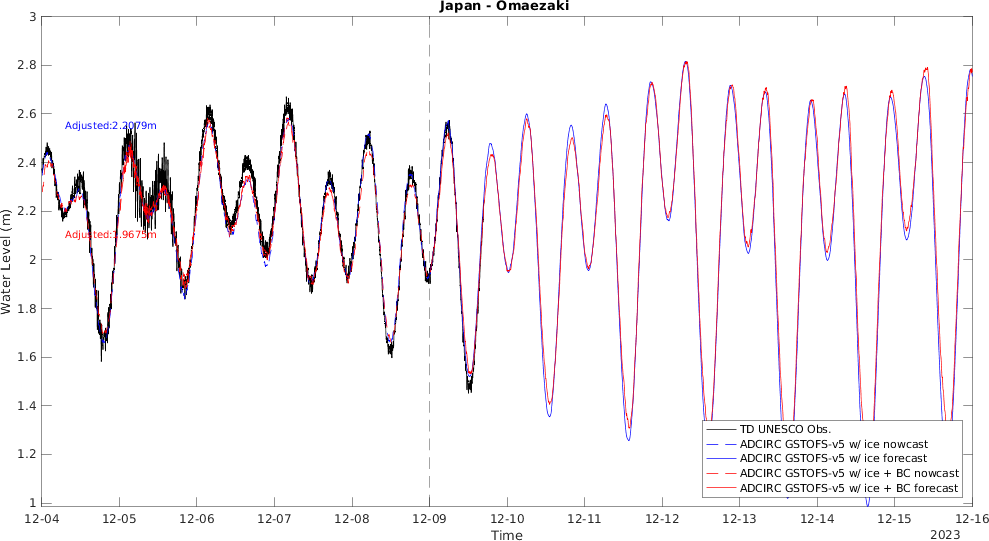 Japan - Omaezaki
3
2.8
2.6
2.4
2.2
2
1.8
1.6
1.4
1.2
1
Water Level (m)
Adjusted:2.2079m
Adjusted:1.9675m
TD UNESCO Obs.
ADCIRC GSTOFS-v5 w/ ice nowcast
ADCIRC GSTOFS-v5 w/ ice forecast
ADCIRC GSTOFS-v5 w/ ice + BC nowcast
ADCIRC GSTOFS-v5 w/ ice + BC forecast
12-04 12-05 12-06 12-07 12-08 12-09 12-10 12-11 12-12 12-13 12-14 12-15 12-16
Time
2023